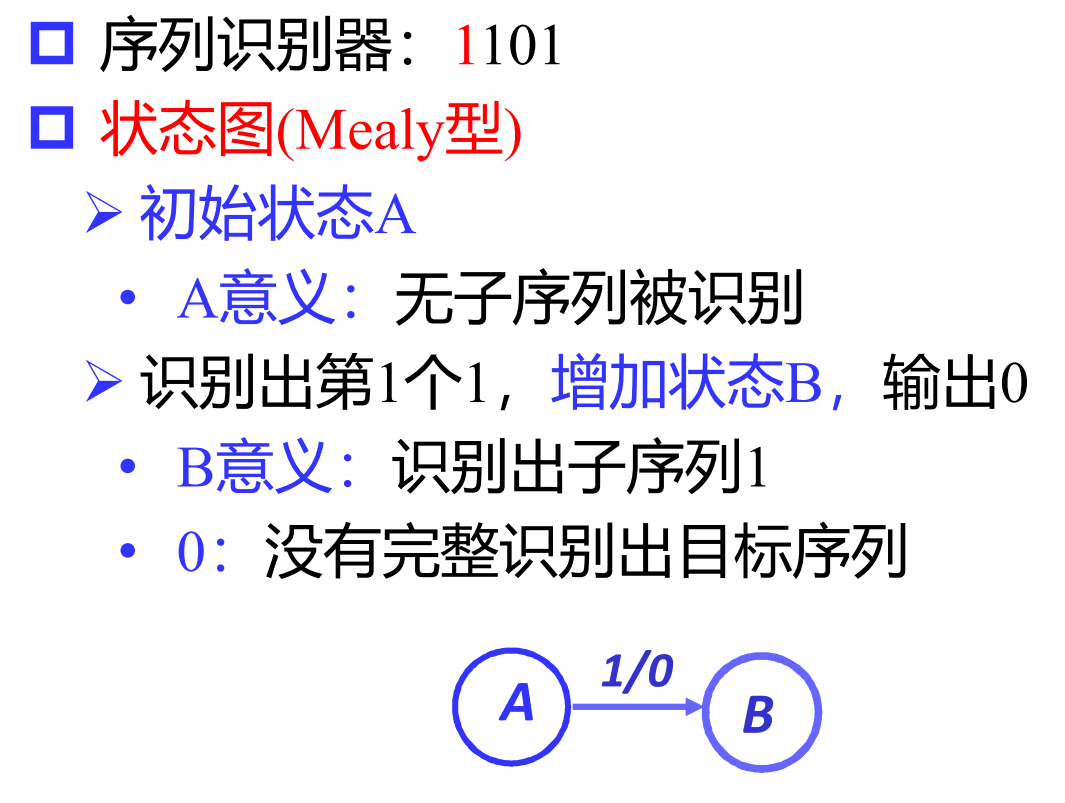 序列识别器：1101
状态图(Mealy型)
初始状态A
A意义：无子序列被识别
识别出第1个1，增加状态B，输出0
B意义：识别出子序列1
0：没有完整识别出目标序列
1/0
A
B